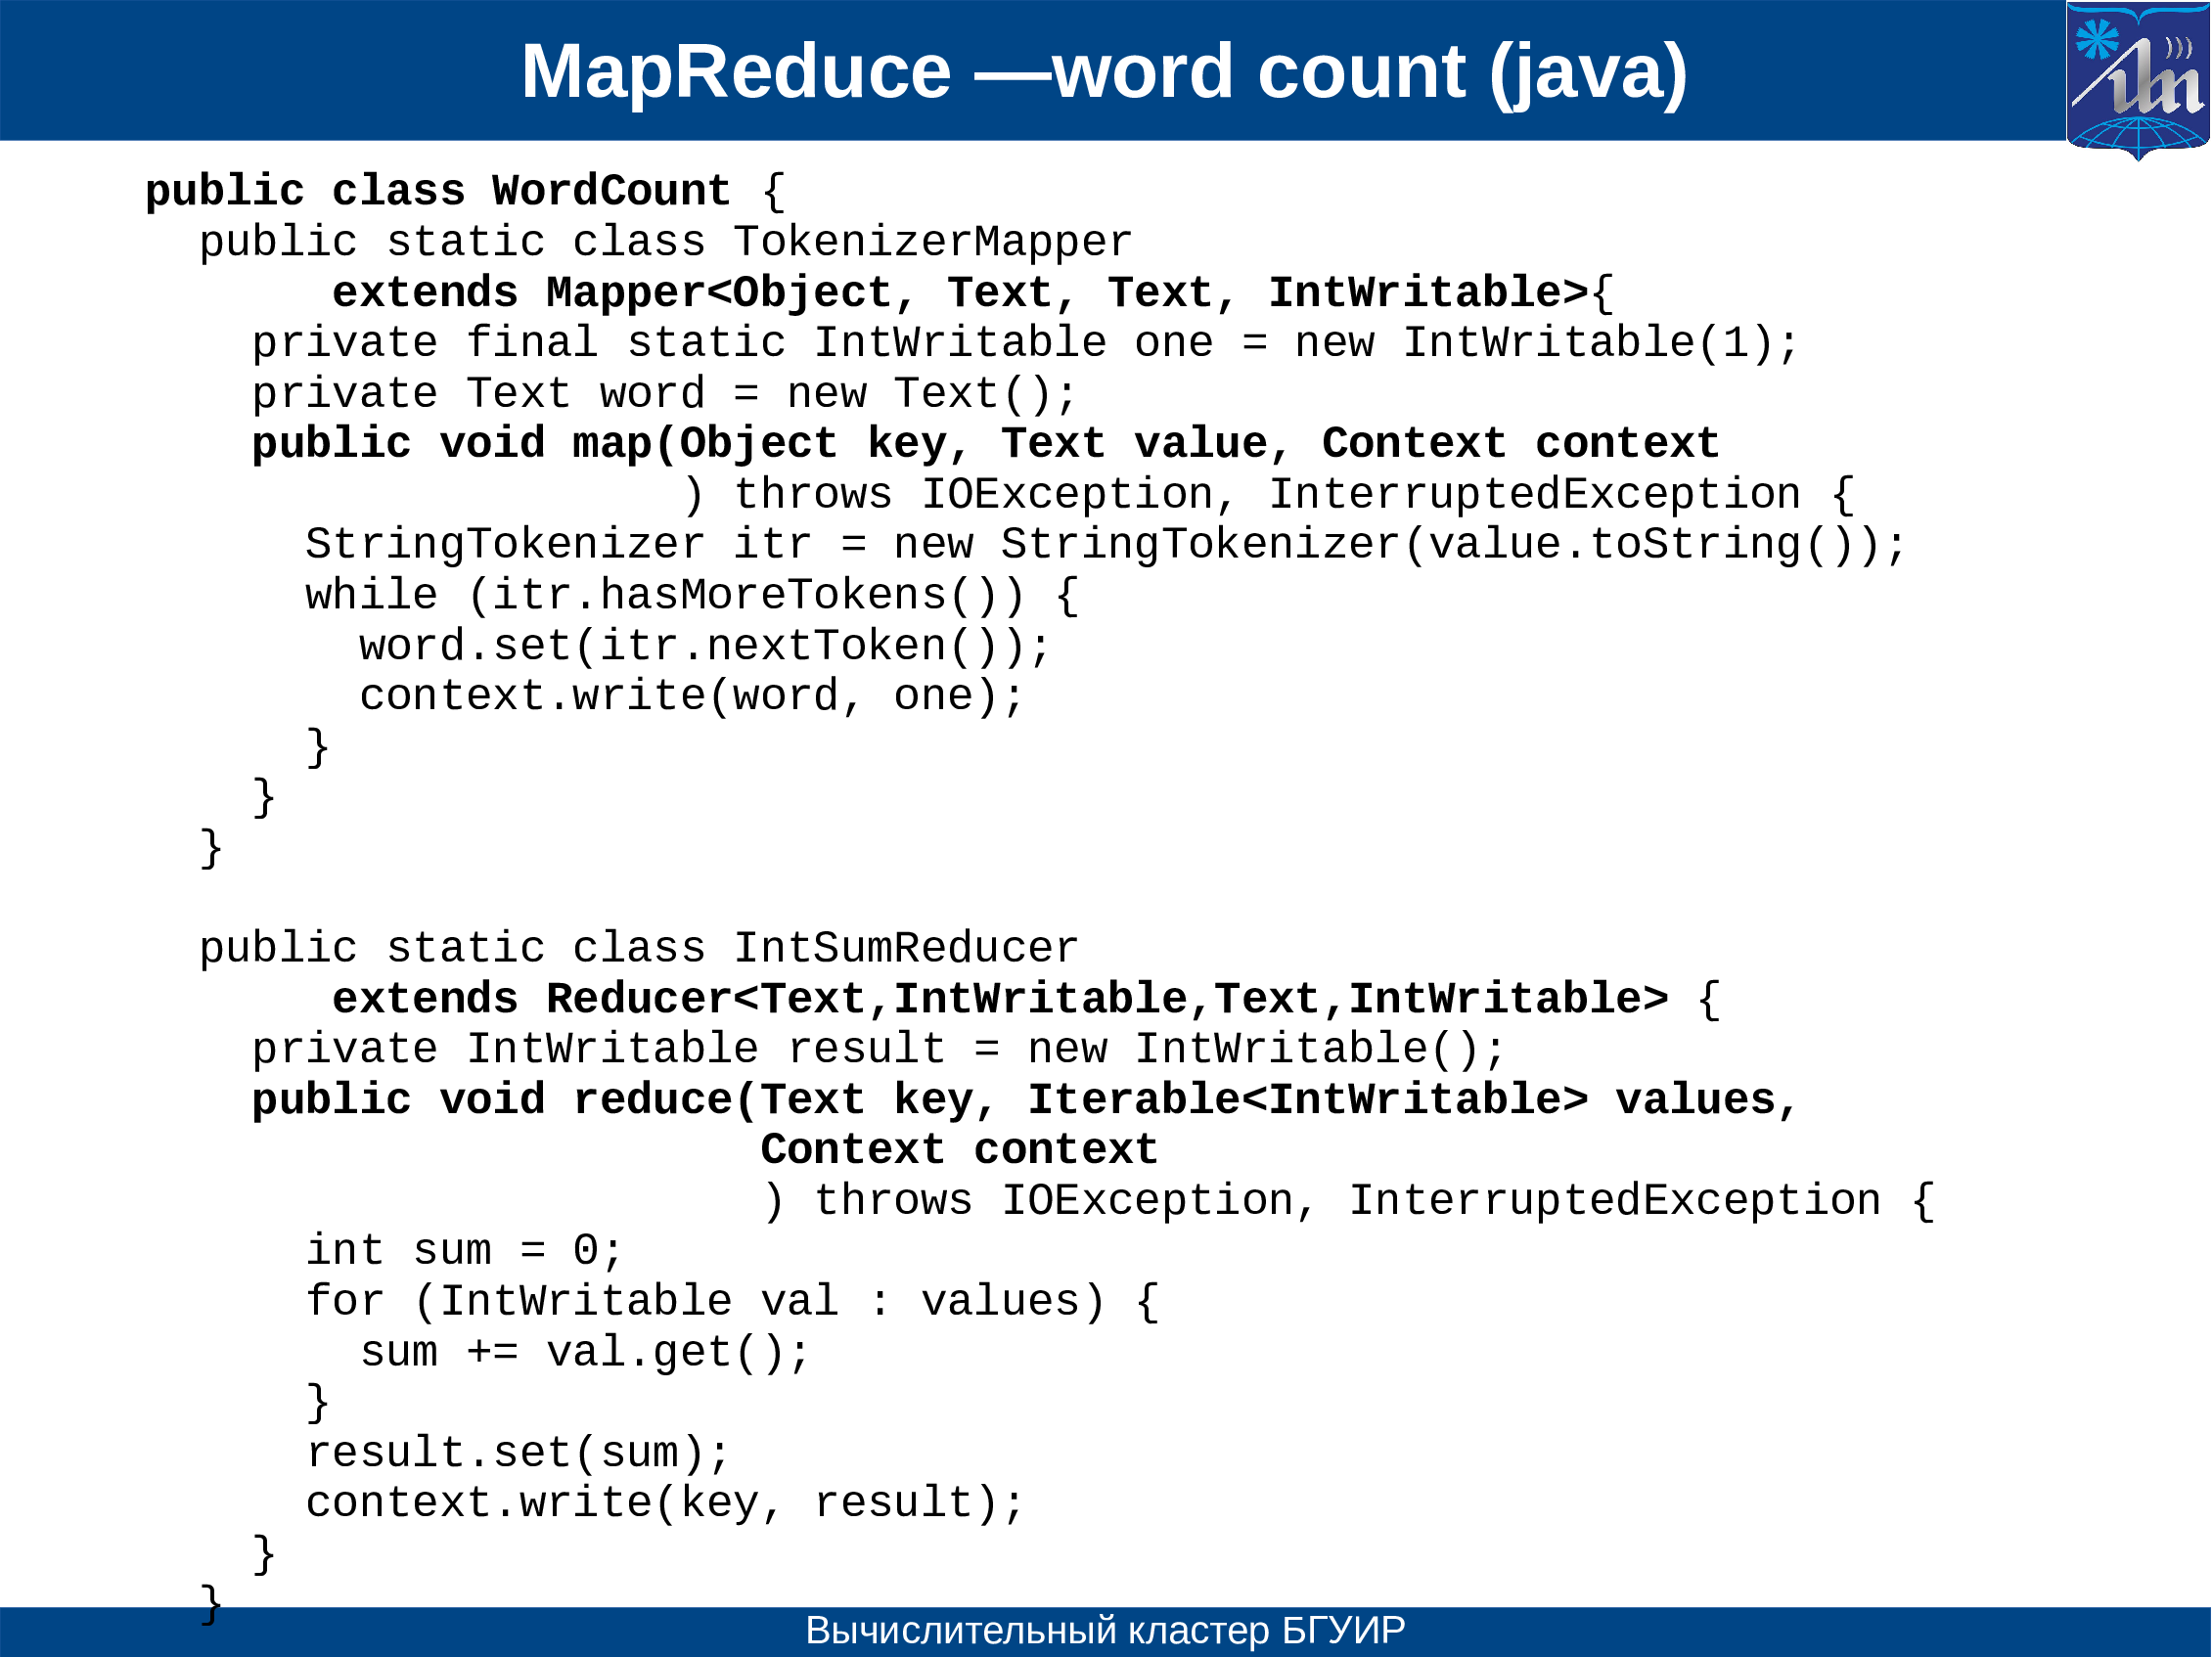 MapReduce —word count (java)
public class WordCount {
  public static class TokenizerMapper
       extends Mapper<Object, Text, Text, IntWritable>{
    private final static IntWritable one = new IntWritable(1);
    private Text word = new Text();
    public void map(Object key, Text value, Context context
                    ) throws IOException, InterruptedException {
      StringTokenizer itr = new StringTokenizer(value.toString());
      while (itr.hasMoreTokens()) {
        word.set(itr.nextToken());
        context.write(word, one);
      }
    }
  }
  public static class IntSumReducer
       extends Reducer<Text,IntWritable,Text,IntWritable> {
    private IntWritable result = new IntWritable();
    public void reduce(Text key, Iterable<IntWritable> values,
                       Context context
                       ) throws IOException, InterruptedException {
      int sum = 0;
      for (IntWritable val : values) {
        sum += val.get();
      }
      result.set(sum);
      context.write(key, result);
    }
  }
Вычислительный кластер БГУИР